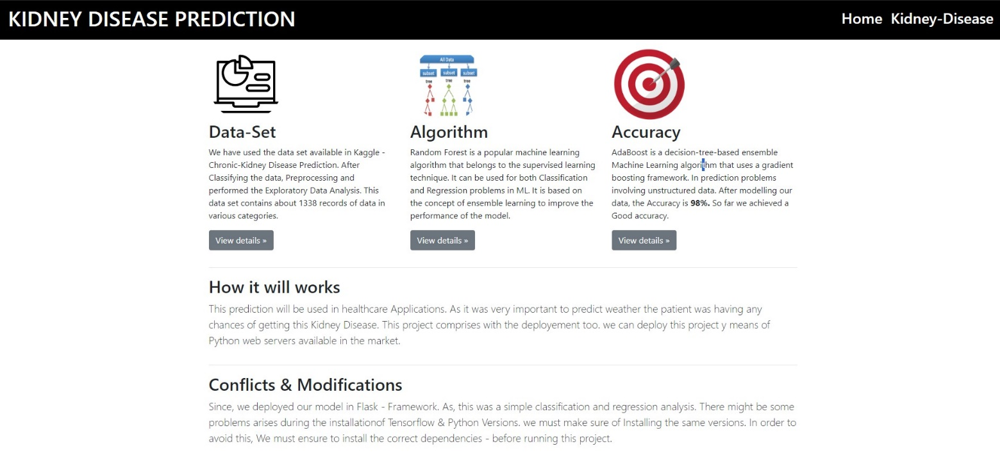 KIDNEY DISEASE PREDICTION
Home Kidney-Disease
All Data
subset subset subset
tree tree tree
Data-Set
We have used the data set available in Kaggle -
Chronic-Kidney Disease Prediction. After
Classifying the data, Preprocessing and
performed the Exploratory Data Analysis. This
data set contains about 1338 records of data in
various categories.
View details »
Algorithm
Random Forest is a popular machine learning
algorithm that belongs to the supervised learning
technique. It can be used for both Classification
and Regression problems in ML. It is based on
the concept of ensemble learning to improve the
performance of the model.
View details »
Accuracy
AdaBoost is a decision-tree-based ensemble
Machine Learning algorithm that uses a gradient
boosting framework. In prediction problems
involving unstructured data. After modelling our
data, the Accuracy is 98%. So far we achieved a
Good accuracy.
View details »
How it will works
This prediction will be used in healthcare Applications. As it was very important to predict weather the patient was having any
chances of getting this Kidney Disease. This project comprises with the deployement too. we can deploy this project y means of
Python web servers available in the market.
Conflicts & Modifications
Since, we deployed our model in Flask - Framework. As, this was a simple classification and regression analysis. There might be some
problems arises during the installationof Tensorflow & Python Versions. we must make sure of Installing the same versions. In order to
avoid this, We must ensure to install the correct dependencies - before running this project.